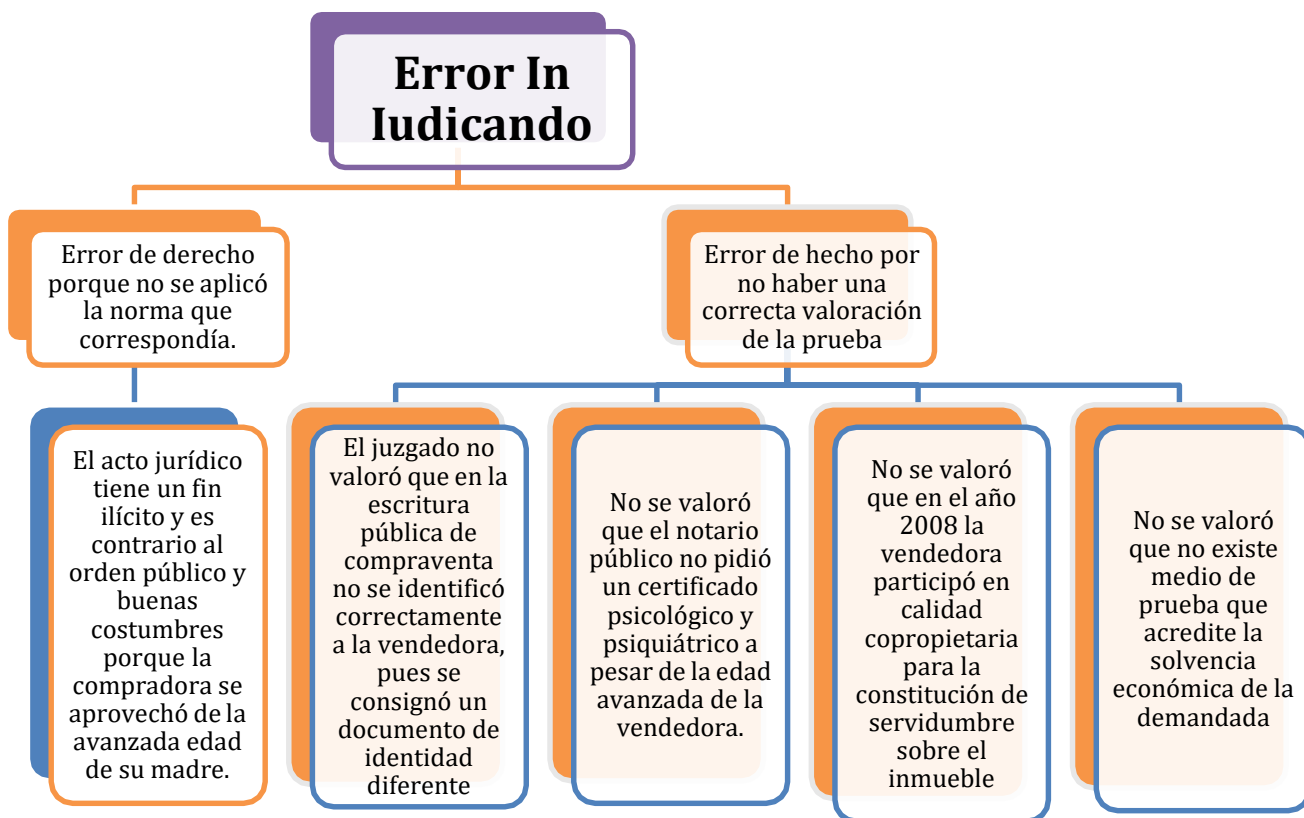 Error In
Iudicando
Error de derecho
porque no se aplicó
la norma que
correspondía.
Error de hecho por
no haber una
correcta valoración
de la prueba
El acto jurídico
tiene un fin
ilícito y es
contrario al
orden público y
buenas
costumbres
porque la
compradora se
aprovechó de la
avanzada edad
de su madre.
El juzgado no
valoró que en la
escritura
pública de
compraventa
no se identificó
correctamente
a la vendedora,
pues se
consignó un
documento de
identidad
diferente
No se valoró
que el notario
público no pidió
un certificado
psicológico y
psiquiátrico a
pesar de la edad
avanzada de la
vendedora.
No se valoró
que en el año
2008 la
vendedora
participó en
calidad
copropietaria
para la
constitución de
servidumbre
sobre el
inmueble
No se valoró
que no existe
medio de
prueba que
acredite la
solvencia
económica de la
demandada